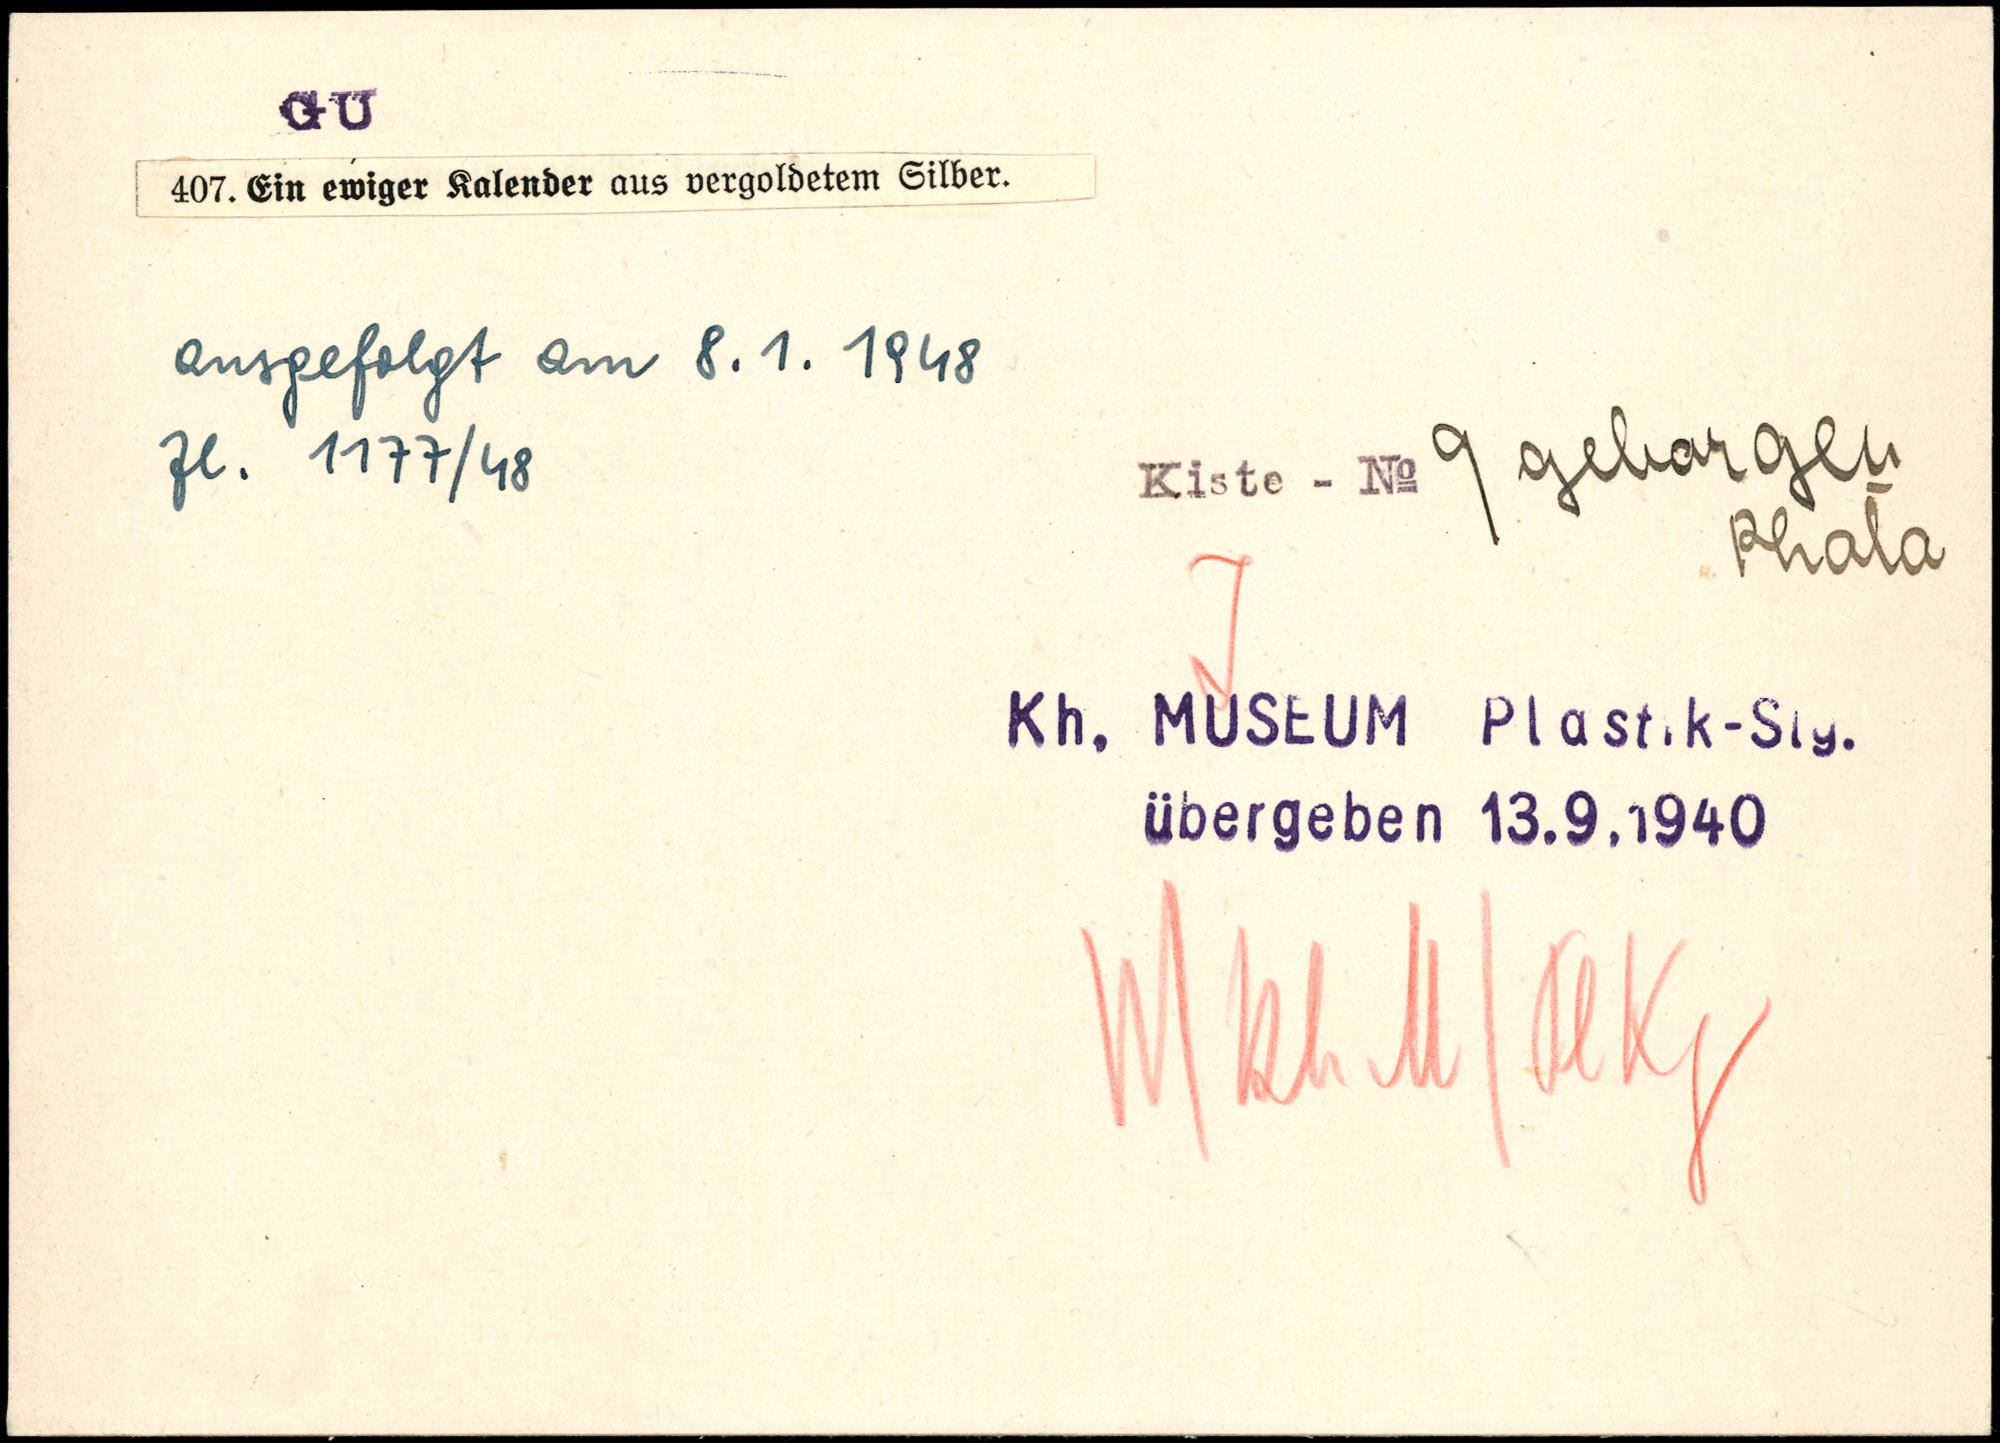 GU
407. Ein ewiger Kalender aus vergoldetem Silber.
ausgefolgt am 8.1.1948
Zl. 1177/48
Kiste - № 9 geborgen
J
Kh. MUSEUM Plastik-Slg.
übergeben 13.9.1940